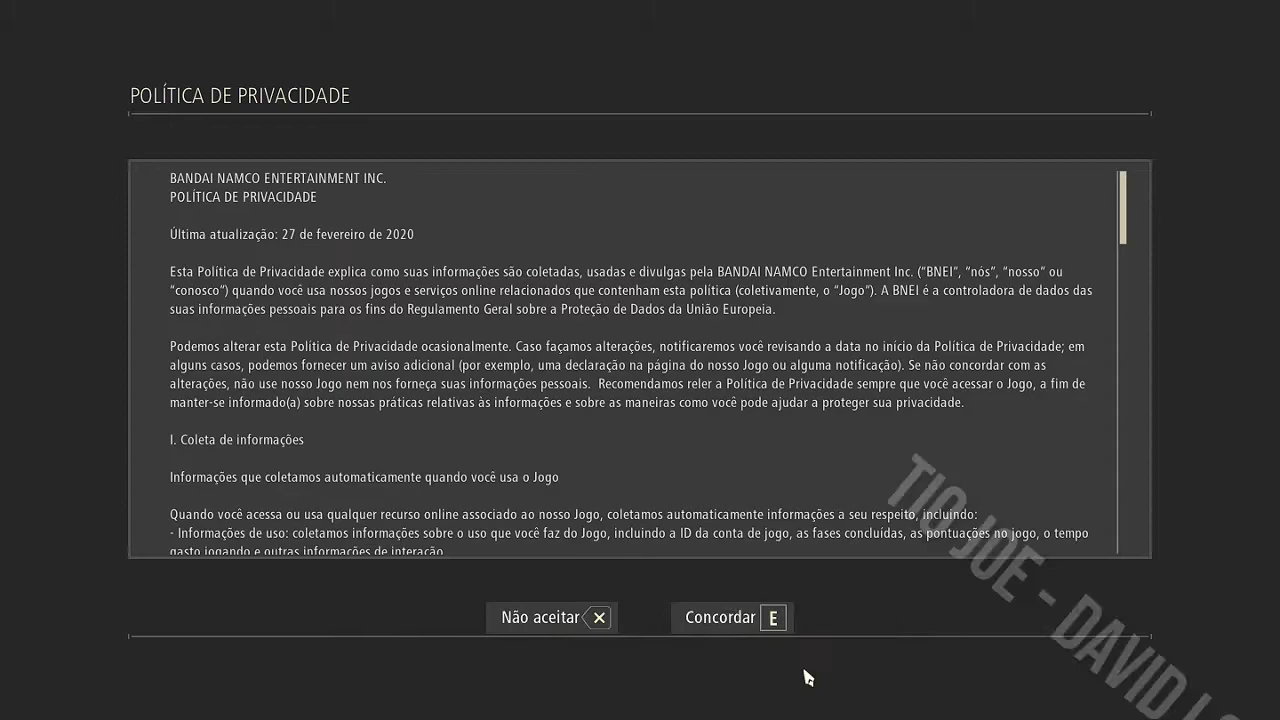 POLÍTICA DE PRIVACIDADE
BANDAI NAMCO ENTERTAINMENT INC.
POLÍTICA DE PRIVACIDADE
Última atualização: 27 de fevereiro de 2020
Esta Política de Privacidade explica como suas informações são coletadas, usadas e divulgas pela BANDAI NAMCO Entertainment Inc. (“BNEI”, “nós”, “nosso” ou
“conosco”) quando você usa nossos jogos e serviços online relacionados que contenham esta política (coletivamente, o “Jogo”). A BNEI é a controladora de dados das
suas informações pessoais para os fins do Regulamento Geral sobre a Proteção de Dados da União Europeia.
Podemos alterar esta Política de Privacidade ocasionalmente. Caso façamos alterações, notificaremos você revisando a data no início da Política de Privacidade; em
alguns casos, podemos fornecer um aviso adicional (por exemplo, uma declaração na página do nosso Jogo ou alguma notificação). Se não concordar com as
alterações, não use nosso Jogo nem nos forneça suas informações pessoais.  Recomendamos reler a Política de Privacidade sempre que você acessar o Jogo, a fim de
manter-se informado(a) sobre nossas práticas relativas às informações e sobre as maneiras como você pode ajudar a proteger sua privacidade.
I. Coleta de informações
Informações que coletamos automaticamente quando você usa o Jogo
Quando você acessa ou usa qualquer recurso online associado ao nosso Jogo, coletamos automaticamente informações a seu respeito, incluindo:
- Informações de uso: coletamos informações sobre o uso que você faz do Jogo, incluindo a ID da conta de jogo, as fases concluídas, as pontuações no jogo, o tempo
gasto jogando e outras informações de interação.
Não aceitar ✕
Concordar E
TIO JOE - DAVID